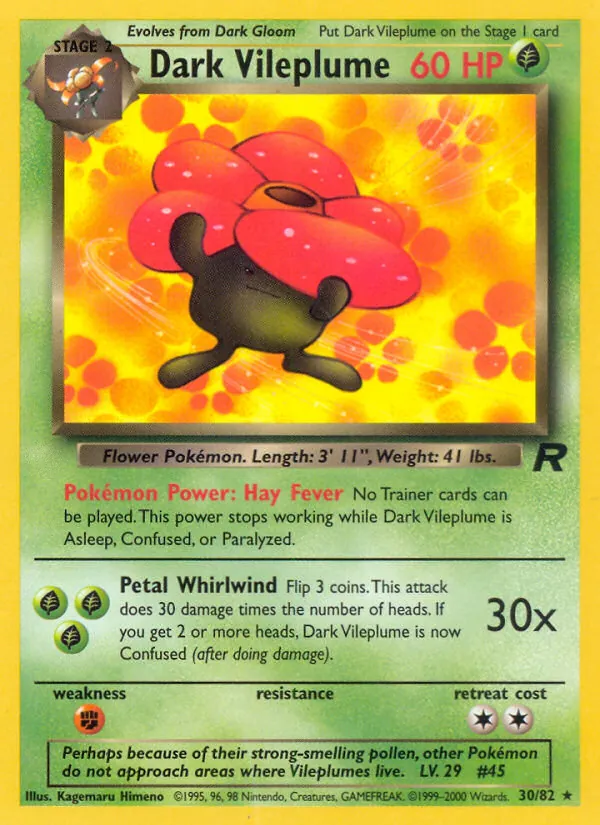 Evolves from Dark Gloom Put Dark Vileplume on the Stage 1 card
STAGE 2
Dark Vileplume 60 HP
Flower Pokémon. Length: 3' 11", Weight: 41 lbs.
R
Pokémon Power: Hay Fever No Trainer cards can
be played. This power stops working while Dark Vileplume is
Asleep, Confused, or Paralyzed.
Petal Whirlwind Flip 3 coins. This attack
does 30 damage times the number of heads. If
you get 2 or more heads, Dark Vileplume is now
Confused (after doing damage).
30x
weakness resistance retreat cost
Perhaps because of their strong-smelling pollen, other Pokémon
do not approach areas where Vileplumes live. LV. 29 #45
Illus. Kagemaru Himeno ©1995, 96, 98 Nintendo, Creatures, GAMEFREAK. ©1999-2000 Wizards. 30/82 ★